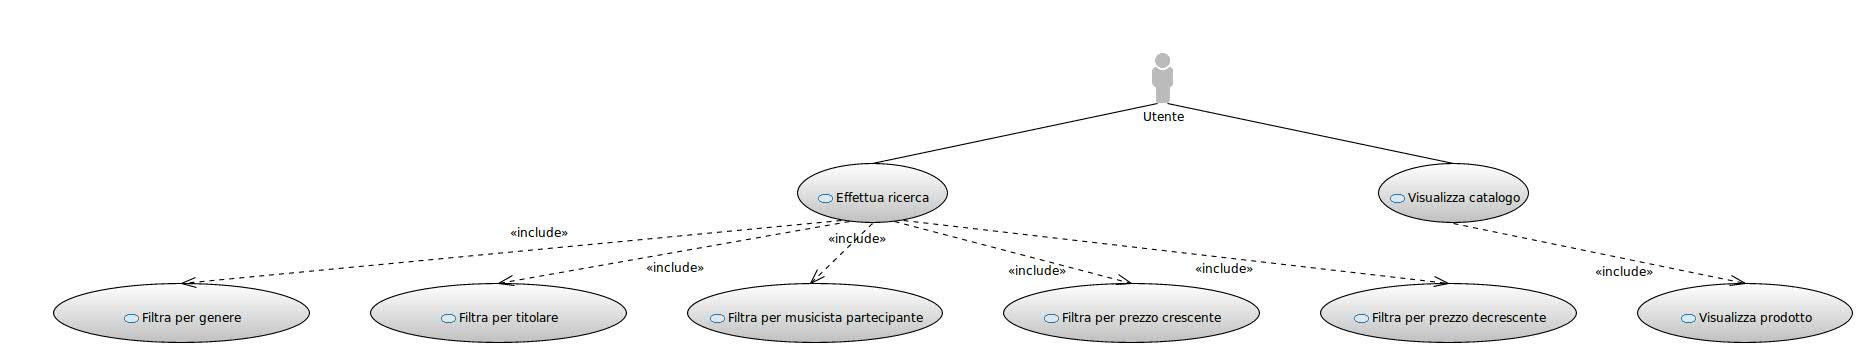 Utente
Effettua ricerca
Visualizza catalogo
«include»
«include»
«include»
«include»
«include»
«include»
Filtra per genere
Filtra per titolare
Filtra per musicista partecipante
Filtra per prezzo crescente
Filtra per prezzo decrescente
Visualizza prodotto